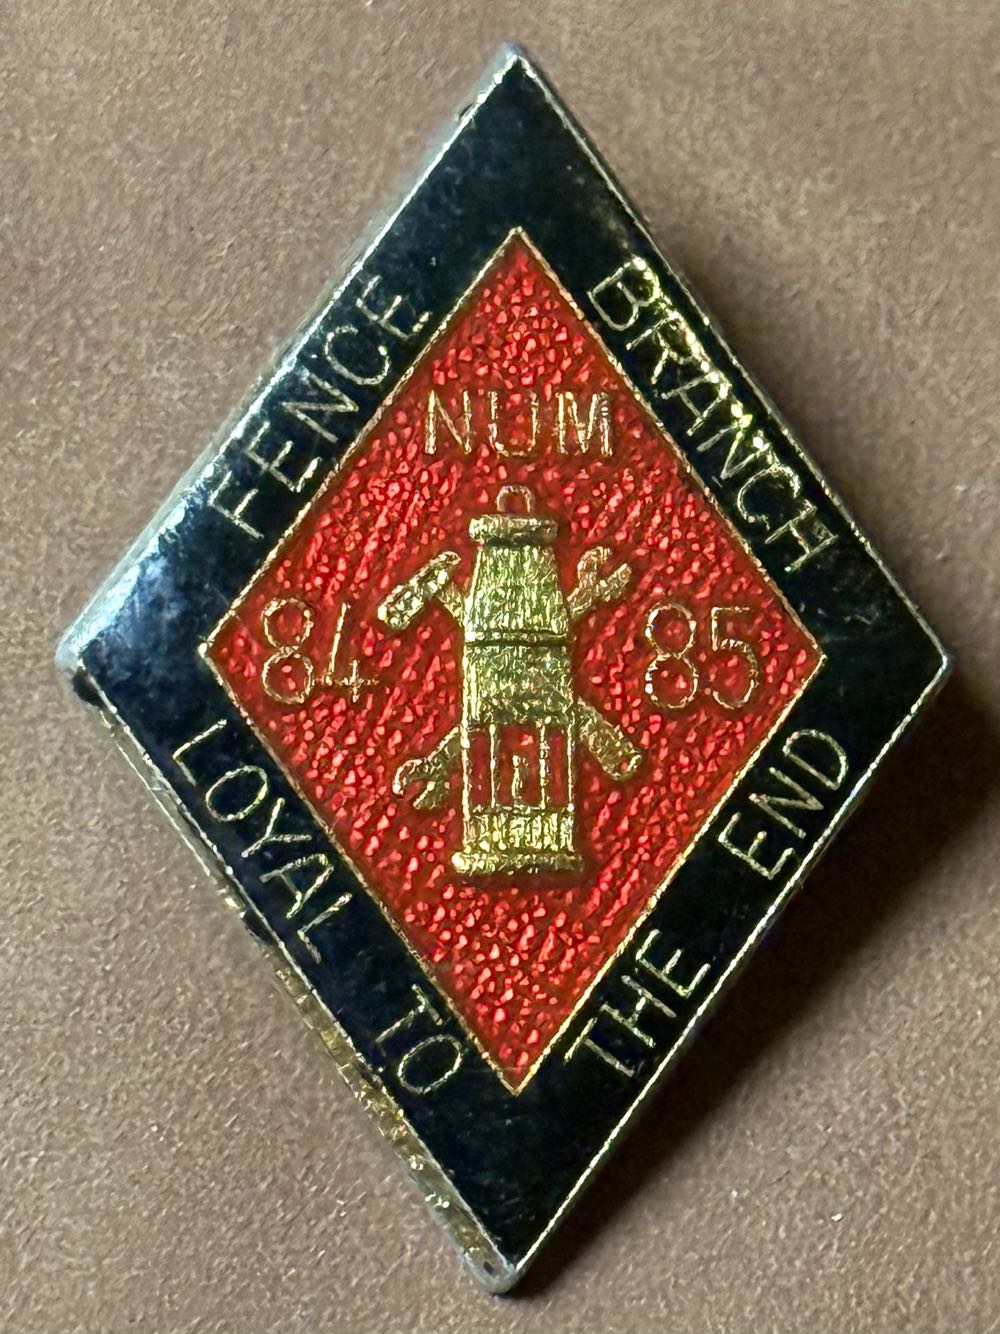 FENCE BRANCH
NUM
84 85
LOYAL TO THE END